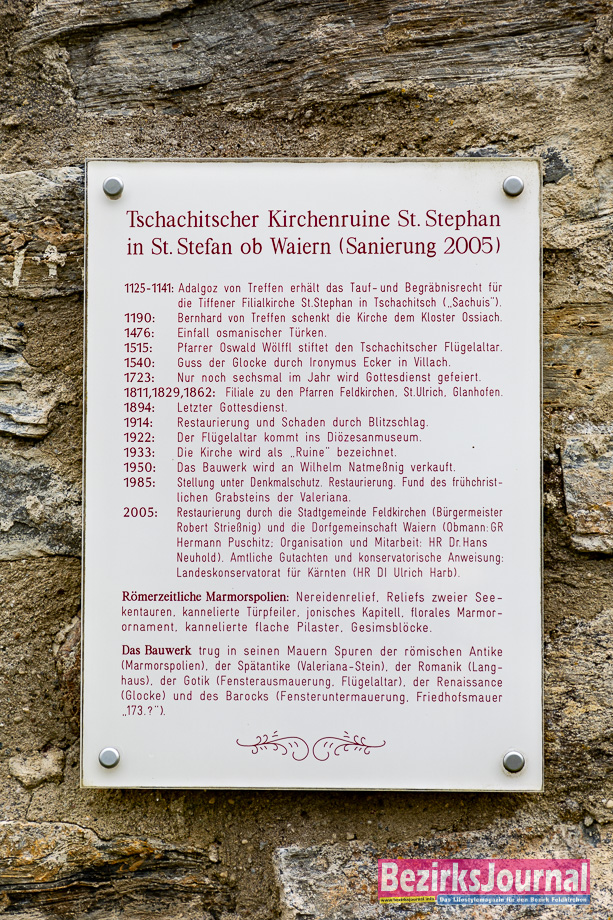 Tschachitscher Kirchenruine St. Stephan
in St. Stefan ob Waiern (Sanierung 2005)
1125-1141: Adalgoz von Treffen erhält das Tauf- und Begräbnisrecht für
die Tiffener Filialkirche St.Stephan in Tschachitsch („Sachuis").
1190: Bernhard von Treffen schenkt die Kirche dem Kloster Ossiach.
1476: Einfall osmanischer Türken.
1515: Pfarrer Oswald Wölffl stiftet den Tschachitscher Flügelaltar.
1540: Guss der Glocke durch Ironymus Ecker in Villach.
1723: Nur noch sechsmal im Jahr wird Gottesdienst gefeiert.
1811,1829,1862: Filiale zu den Pfarren Feldkirchen, St.Ulrich, Glanhofen.
1894: Letzter Gottesdienst.
1914: Restaurierung und Schaden durch Blitzschlag.
1922: Der Flügelaltar kommt ins Diözesanmuseum.
1933: Die Kirche wird als „Ruine" bezeichnet.
1950: Das Bauwerk wird an Wilhelm Natmeßnig verkauft.
1985: Stellung unter Denkmalschutz. Restaurierung. Fund des frühchrist-
lichen Grabsteins der Valeriana.
2005: Restaurierung durch die Stadtgemeinde Feldkirchen (Bürgermeister
Robert Strießnig) und die Dorfgemeinschaft Waiern (Obmann: GR
Hermann Puschitz; Organisation und Mitarbeit: HR Dr. Hans
Neuhold). Amtliche Gutachten und konservatorische Anweisung:
Landeskonservatorat für Kärnten (HR DI Ulrich Harb).
Römerzeitliche Marmorspolien: Nereidenrelief, Reliefs zweier See-
kentauren, kannelierte Türpfeiler, jonisches Kapitell, florales Marmor-
ornament, kannelierte flache Pilaster, Gesimsblöcke.
Das Bauwerk trug in seinen Mauern Spuren der römischen Antike
(Marmorspolien), der Spätantike (Valeriana-Stein), der Romanik (Lang-
haus), der Gotik (Fensterausmauerung, Flügelaltar), der Renaissance
(Glocke) und des Barocks (Fensteruntermauerung, Friedhofsmauer
„173.?").
BezirksJournal
www.bezirksjournal.info Das Lifestylemagazin für den Bezirk Feldkirchen